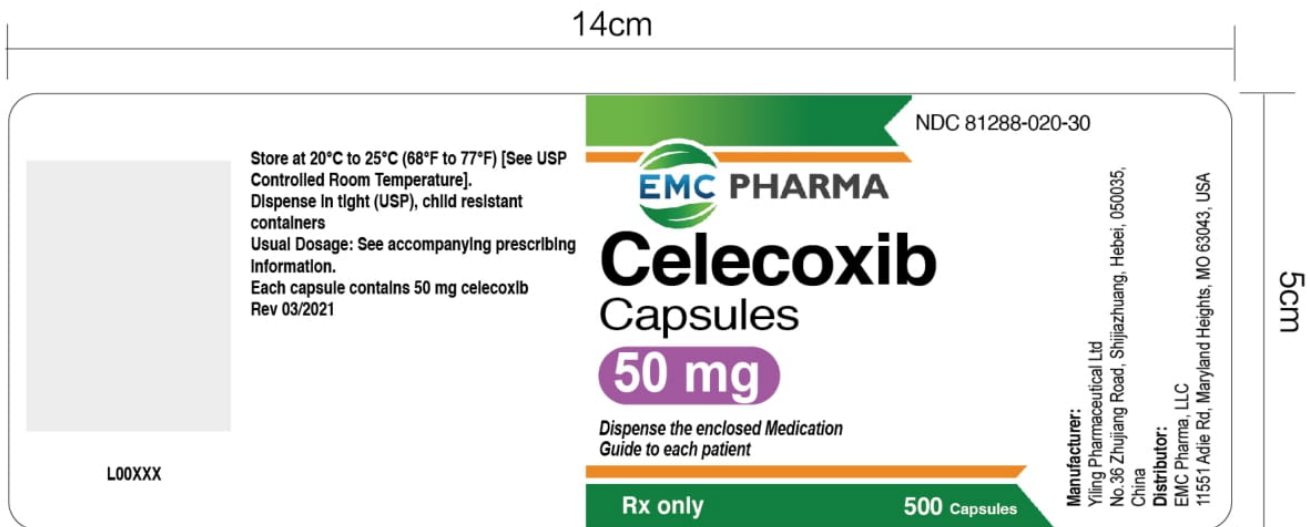 14cm
5cm
L00XXX
Store at 20°C to 25°C (68°F to 77°F) [See USP
Controlled Room Temperature].
Dispense in tight (USP), child resistant
containers
Usual Dosage: See accompanying prescribing
information.
Each capsule contains 50 mg celecoxib
Rev 03/2021
NDC 81288-020-30
EMC PHARMA
Celecoxib
Capsules
50 mg
Dispense the enclosed Medication
Guide to each patient
Rx only
500 Capsules
Manufacturer:
Yiling Pharmaceutical Ltd
No.36 Zhujiang Road, Shijiazhuang, Hebei, 050035,
China
Distributor:
EMC Pharma, LLC
11551 Adie Rd, Maryland Heights, MO 63043, USA